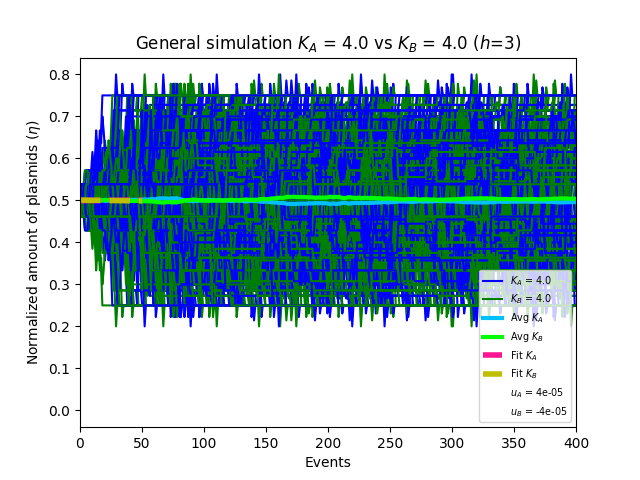 General simulation K_A = 4.0 vs K_B = 4.0 (h=3)
Normalized amount of plasmids (η)
0.8
0.7
0.6
0.5
0.4
0.3
0.2
0.1
0.0
K_A = 4.0
K_B = 4.0
Avg K_A
Avg K_B
Fit K_A
Fit K_B
u_A = 4e-05
u_B = -4e-05
0 50 100 150 200 250 300 350 400
Events